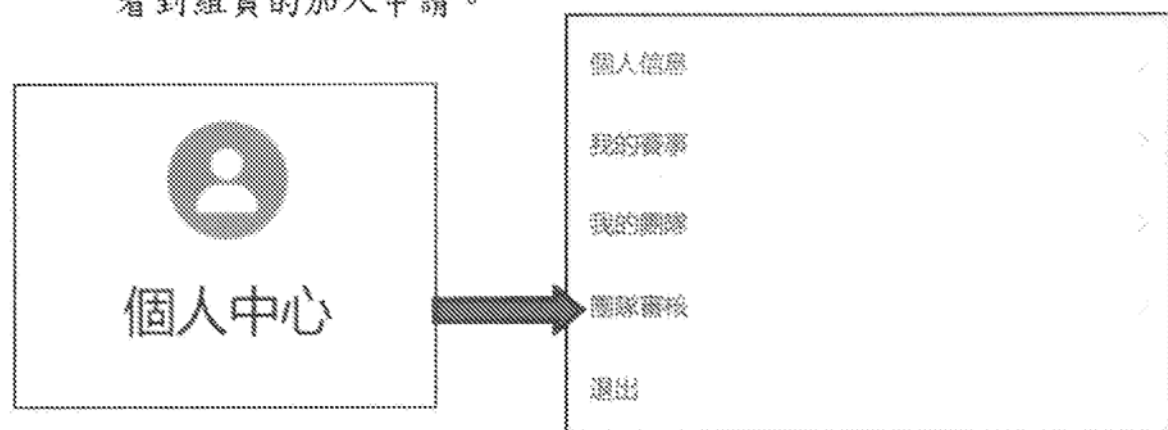 看到組員的加入申請。
個人中心
個人信息
我的賽事
我的團隊
團隊審核
退出